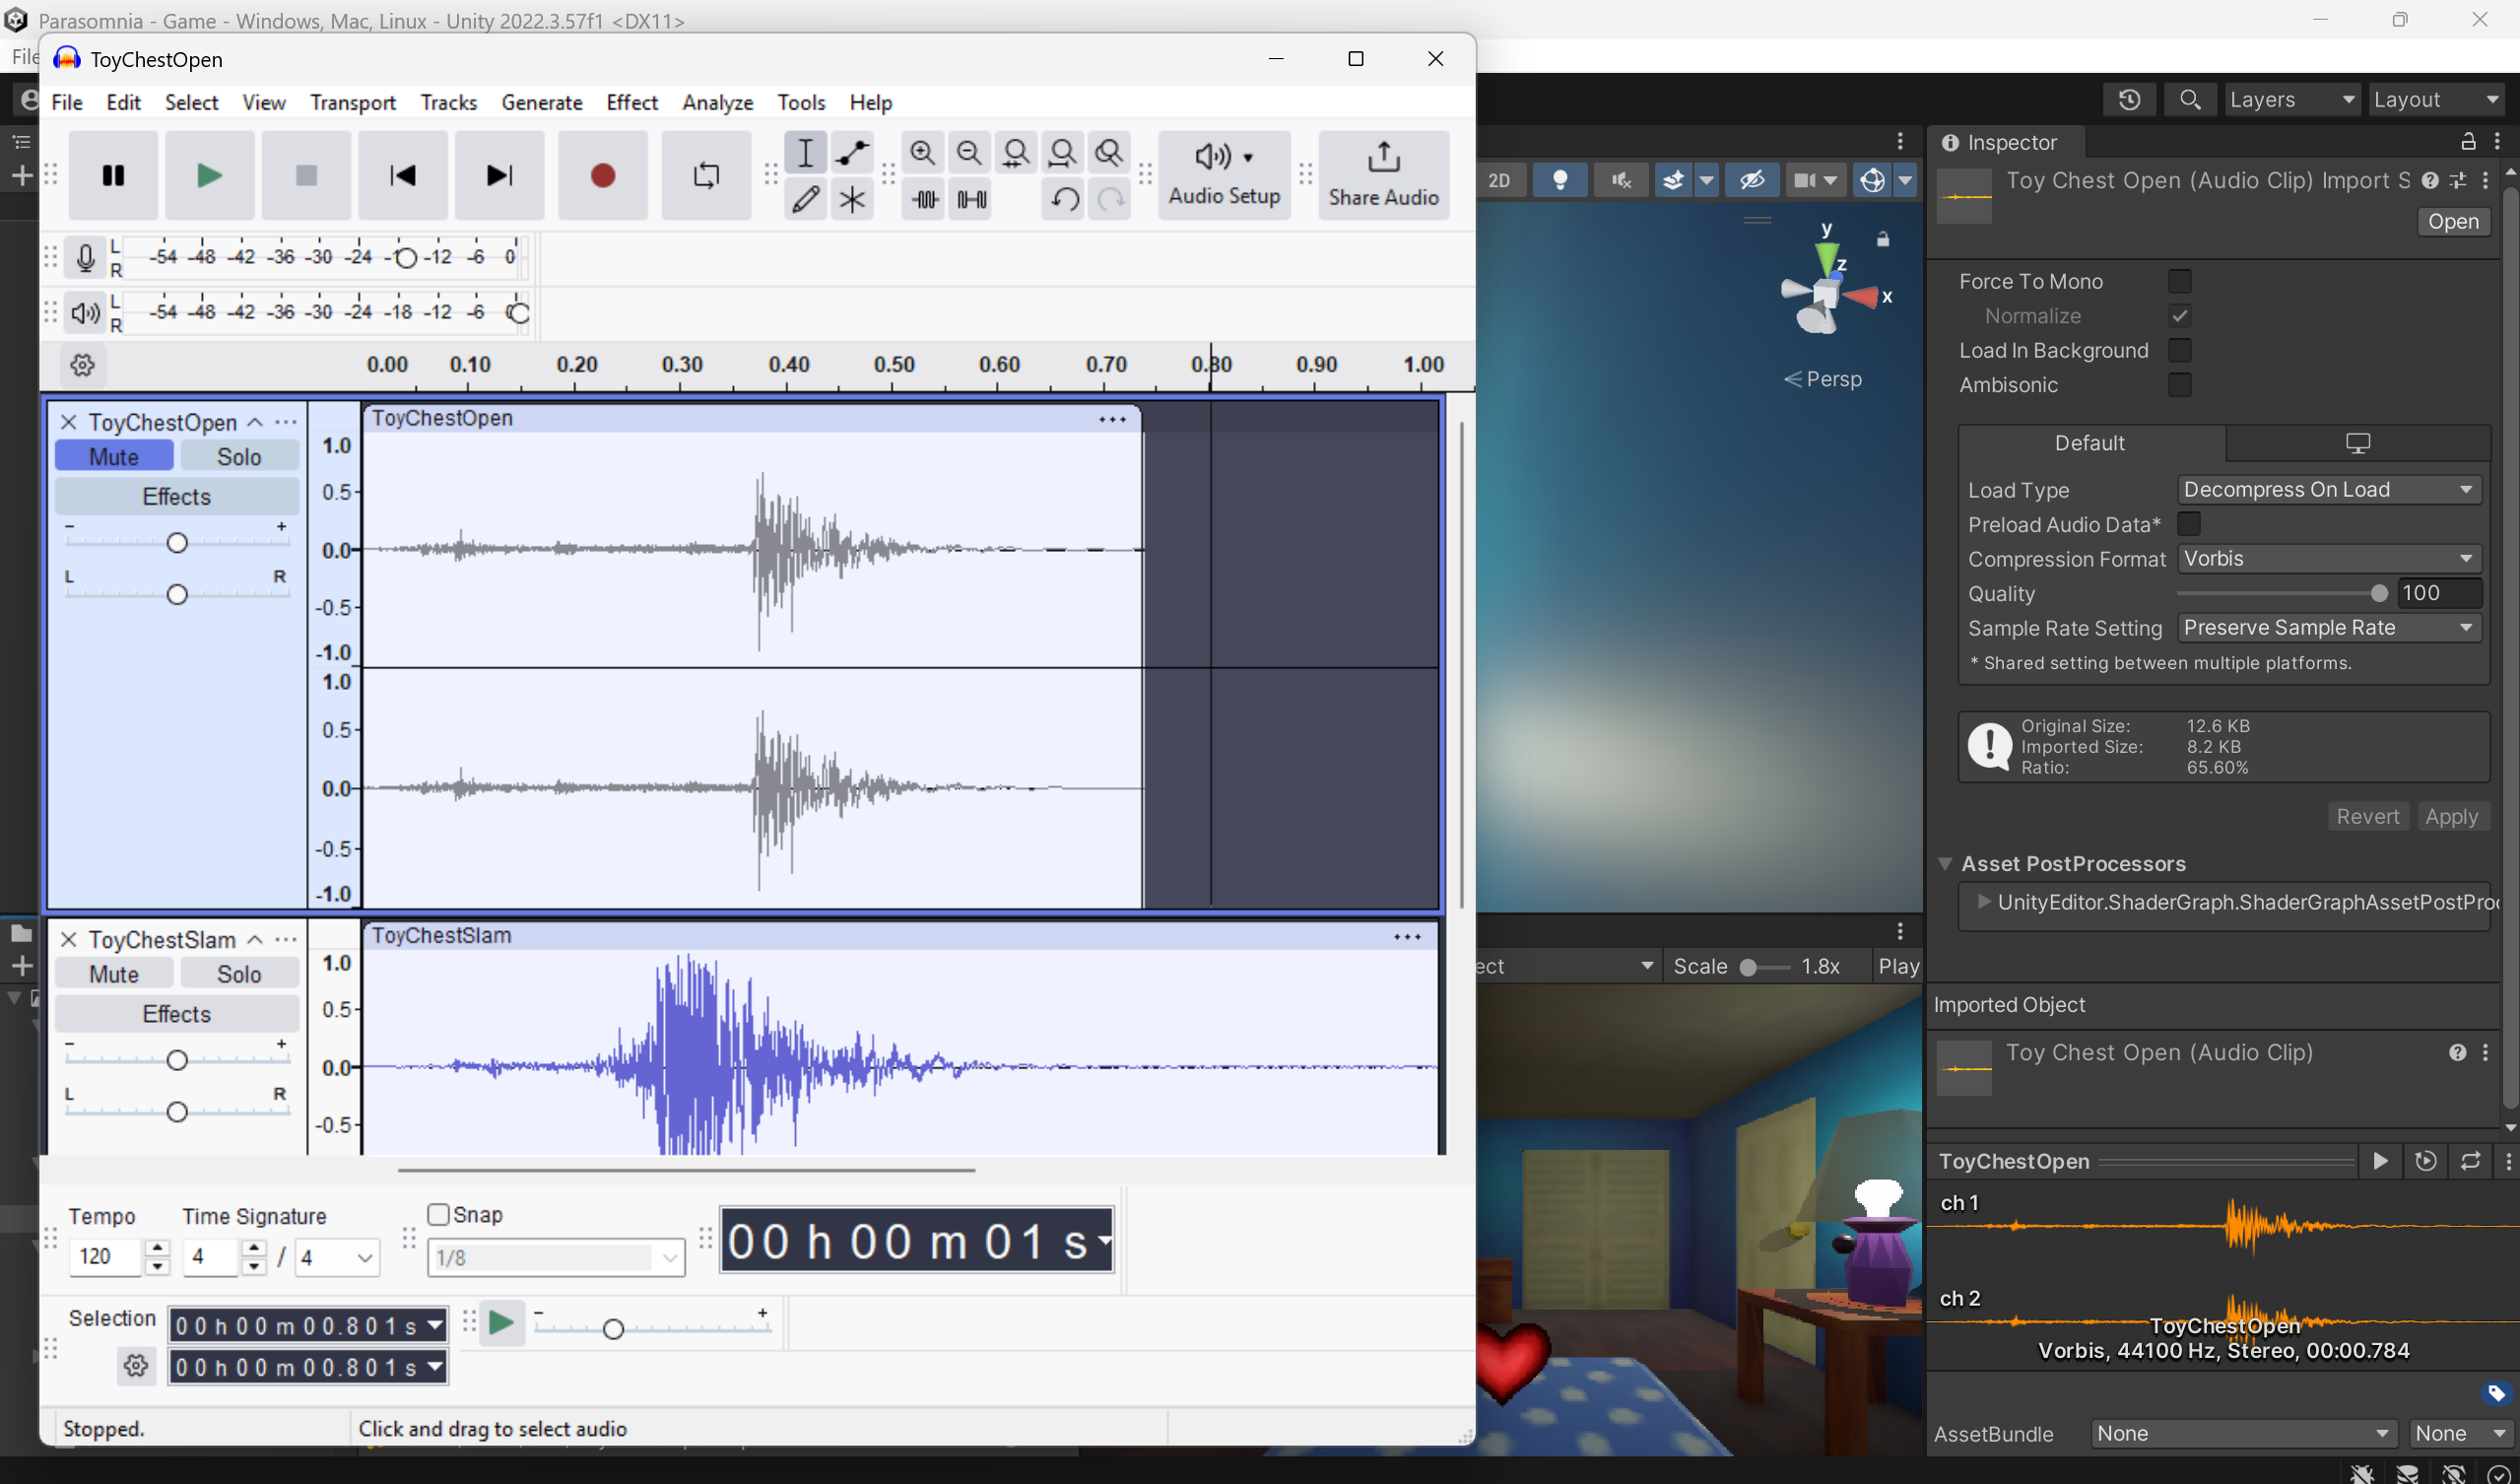 Parasomnia - Game - Windows, Mac, Linux - Unity 2022.3.57f1 <DX11>
File
ToyChestOpen
File Edit Select View Transport Tracks Generate Effect Analyze Tools Help
Audio Setup
Share Audio
L
R
-54 -48 -42 -36 -30 -24 -12 -6 0
L
R
-54 -48 -42 -36 -30 -24 -18 -12 -6
0.00 0.10 0.20 0.30 0.40 0.50 0.60 0.70 0.80 0.90 1.00
ToyChestOpen
Mute Solo
Effects
- +
L R
ToyChestOpen
1.0
0.5
0.0
-0.5
-1.0
1.0
0.5
0.0
-0.5
-1.0
ToyChestSlam
Mute Solo
Effects
- +
L R
ToyChestSlam
1.0
0.5
0.0
-0.5
Tempo
120
Time Signature
4 / 4
Snap
1/8
00 h 00 m 01 s
Selection
00 h 00 m 00.801 s
00 h 00 m 00.801 s
- +
Stopped.
Click and drag to select audio
Layers
Layout
2D
y
z
x
Persp
ect
Scale 1.8x
Play
Inspector
Toy Chest Open (Audio Clip) Import S
Open
Force To Mono
Normalize
Load In Background
Ambisonic
Default
Load Type Decompress On Load
Preload Audio Data*
Compression Format Vorbis
Quality 100
Sample Rate Setting Preserve Sample Rate
* Shared setting between multiple platforms.
Original Size: 12.6 KB
Imported Size: 8.2 KB
Ratio: 65.60%
Revert Apply
Asset PostProcessors
UnityEditor.ShaderGraph.ShaderGraphAssetPostProc
Imported Object
Toy Chest Open (Audio Clip)
ToyChestOpen
ch 1
ch 2
ToyChestOpen
Vorbis, 44100 Hz, Stereo, 00:00.784
AssetBundle None None